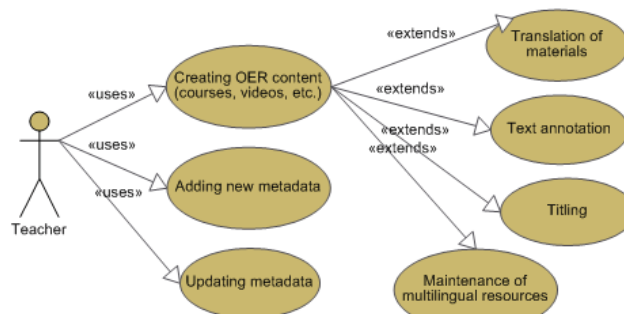 «extends»
Translation of
materials
Creating OER content
(courses, videos, etc.)
«uses»
«extends»
Text annotation
«uses»
«extends»
«extends»
Adding new metadata
«uses»
Titling
Teacher
Updating metadata
Maintenance of
multilingual resources